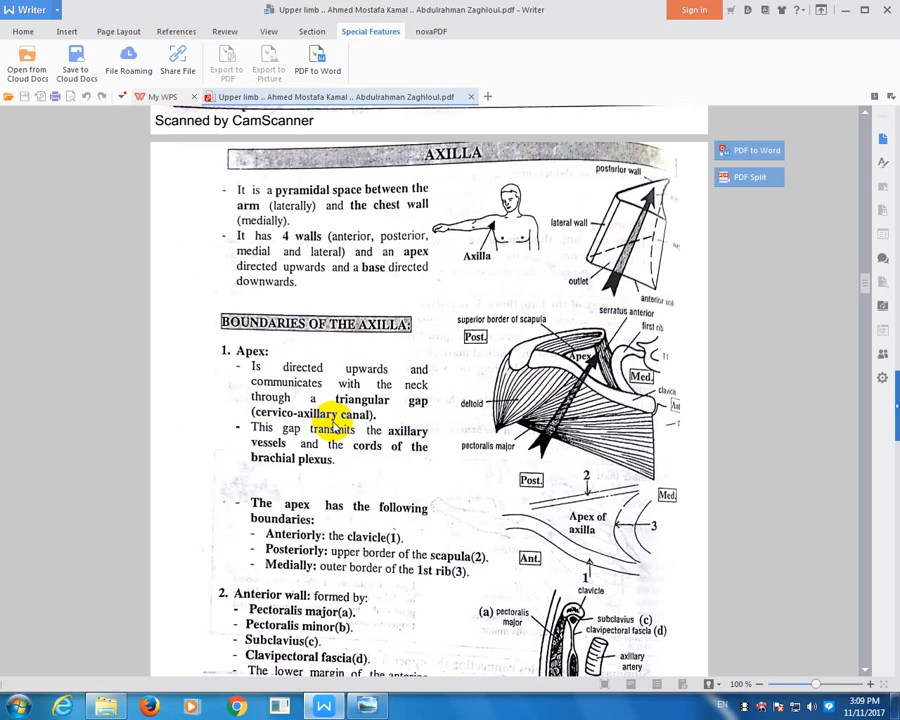 Writer
Upper limb .. Ahmed Mostafa Kamal .. Abdulrahman Zaghloul.pdf - Writer
Sign in
Home Insert Page Layout References Review View Section Special Features novaPDF
Open from Cloud Docs
Save to Cloud Docs
File Roaming
Share File
Export to PDF
Export to Picture
PDF to Word
My WPS
Upper limb .. Ahmed Mostafa Kamal .. Abdulrahman Zaghloul.pdf
Scanned by CamScanner
PDF to Word
PDF Split
AXILLA
- It is a pyramidal space between the
arm (laterally) and the chest wall
(medially).
- It has 4 walls (anterior, posterior,
medial and lateral) and an apex
directed upwards and a base directed
downwards.
Axilla
posterior wall
lateral wall
outlet
anterior
BOUNDARIES OF THE AXILLA:
1. Apex:
- Is directed upwards and
communicates with the neck
through a triangular gap
(cervico-axillary canal).
- This gap transmits the axillary
vessels and the cords of the
brachial plexus.
superior border of scapula
serratus anterior
first rib
Post.
Apex
Med.
clavicle
deltoid
pectoralis major
- The apex has the following
boundaries:
- Anteriorly: the clavicle(1).
- Posteriorly: upper border of the scapula(2).
- Medially: outer border of the 1st rib(3).
Post.
2
Med.
Apex of
axilla
3
Ant.
1
clavicle
2. Anterior wall: formed by:
- Pectoralis major(a).
- Pectoralis minor(b).
- Subclavius(c).
- Clavipectoral fascia(d).
- The lower margin of the anterior
(a) pectoralis
major
subclavius (c)
clavipectoral fascia (d)
axillary
artery
100 %
EN
3:09 PM
11/11/2017